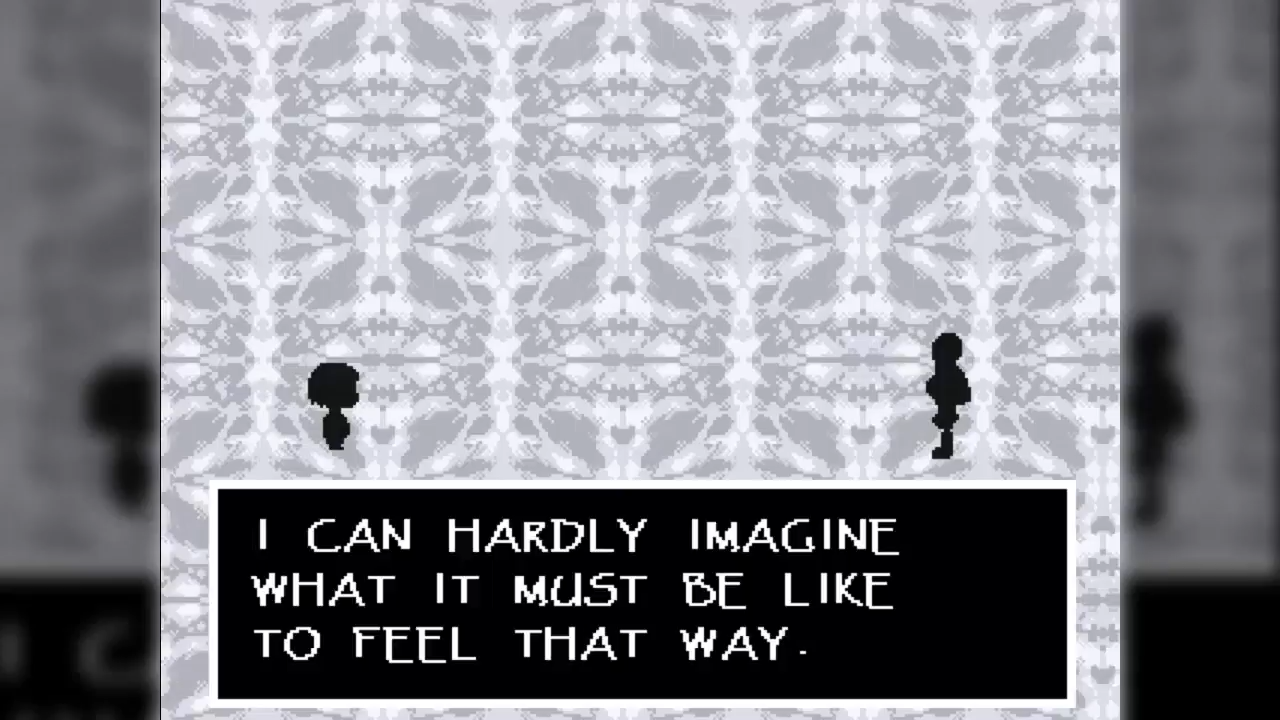 I CAN HARDLY IMAGINE
WHAT IT MUST BE LIKE
TO FEEL THAT WAY.